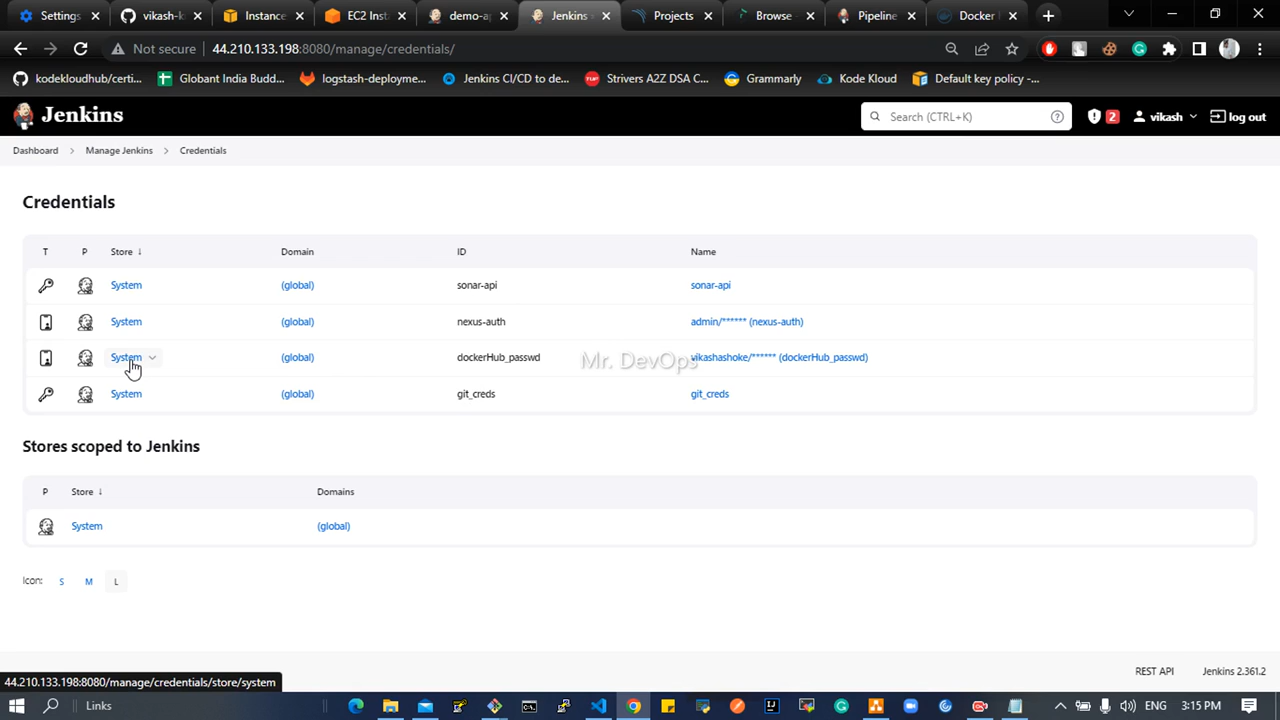 Settings
vikash-k
Instance
EC2 Inst
demo-ap
Jenkins
Projects
Browse
Pipeline
Docker
Not secure
44.210.133.198:8080/manage/credentials/
kodekloudhub/certi...
Globant India Budd...
logstash-deployme...
Jenkins CI/CD to de...
Strivers A2Z DSA C...
Grammarly
Kode Kloud
Default key policy -...
Jenkins
Search (CTRL+K)
2
vikash
log out
Dashboard
Manage Jenkins
Credentials
Credentials
T P Store ↓ Domain ID Name
System (global) sonar-api sonar-api
System (global) nexus-auth admin/****** (nexus-auth)
System (global) dockerHub_passwd vikashashoke/****** (dockerHub_passwd)
Mr. DevOps
System (global) git_creds git_creds
Stores scoped to Jenkins
P Store ↓ Domains
System (global)
Icon: S M L
REST API Jenkins 2.361.2
44.210.133.198:8080/manage/credentials/store/system
Links
ENG 3:15 PM